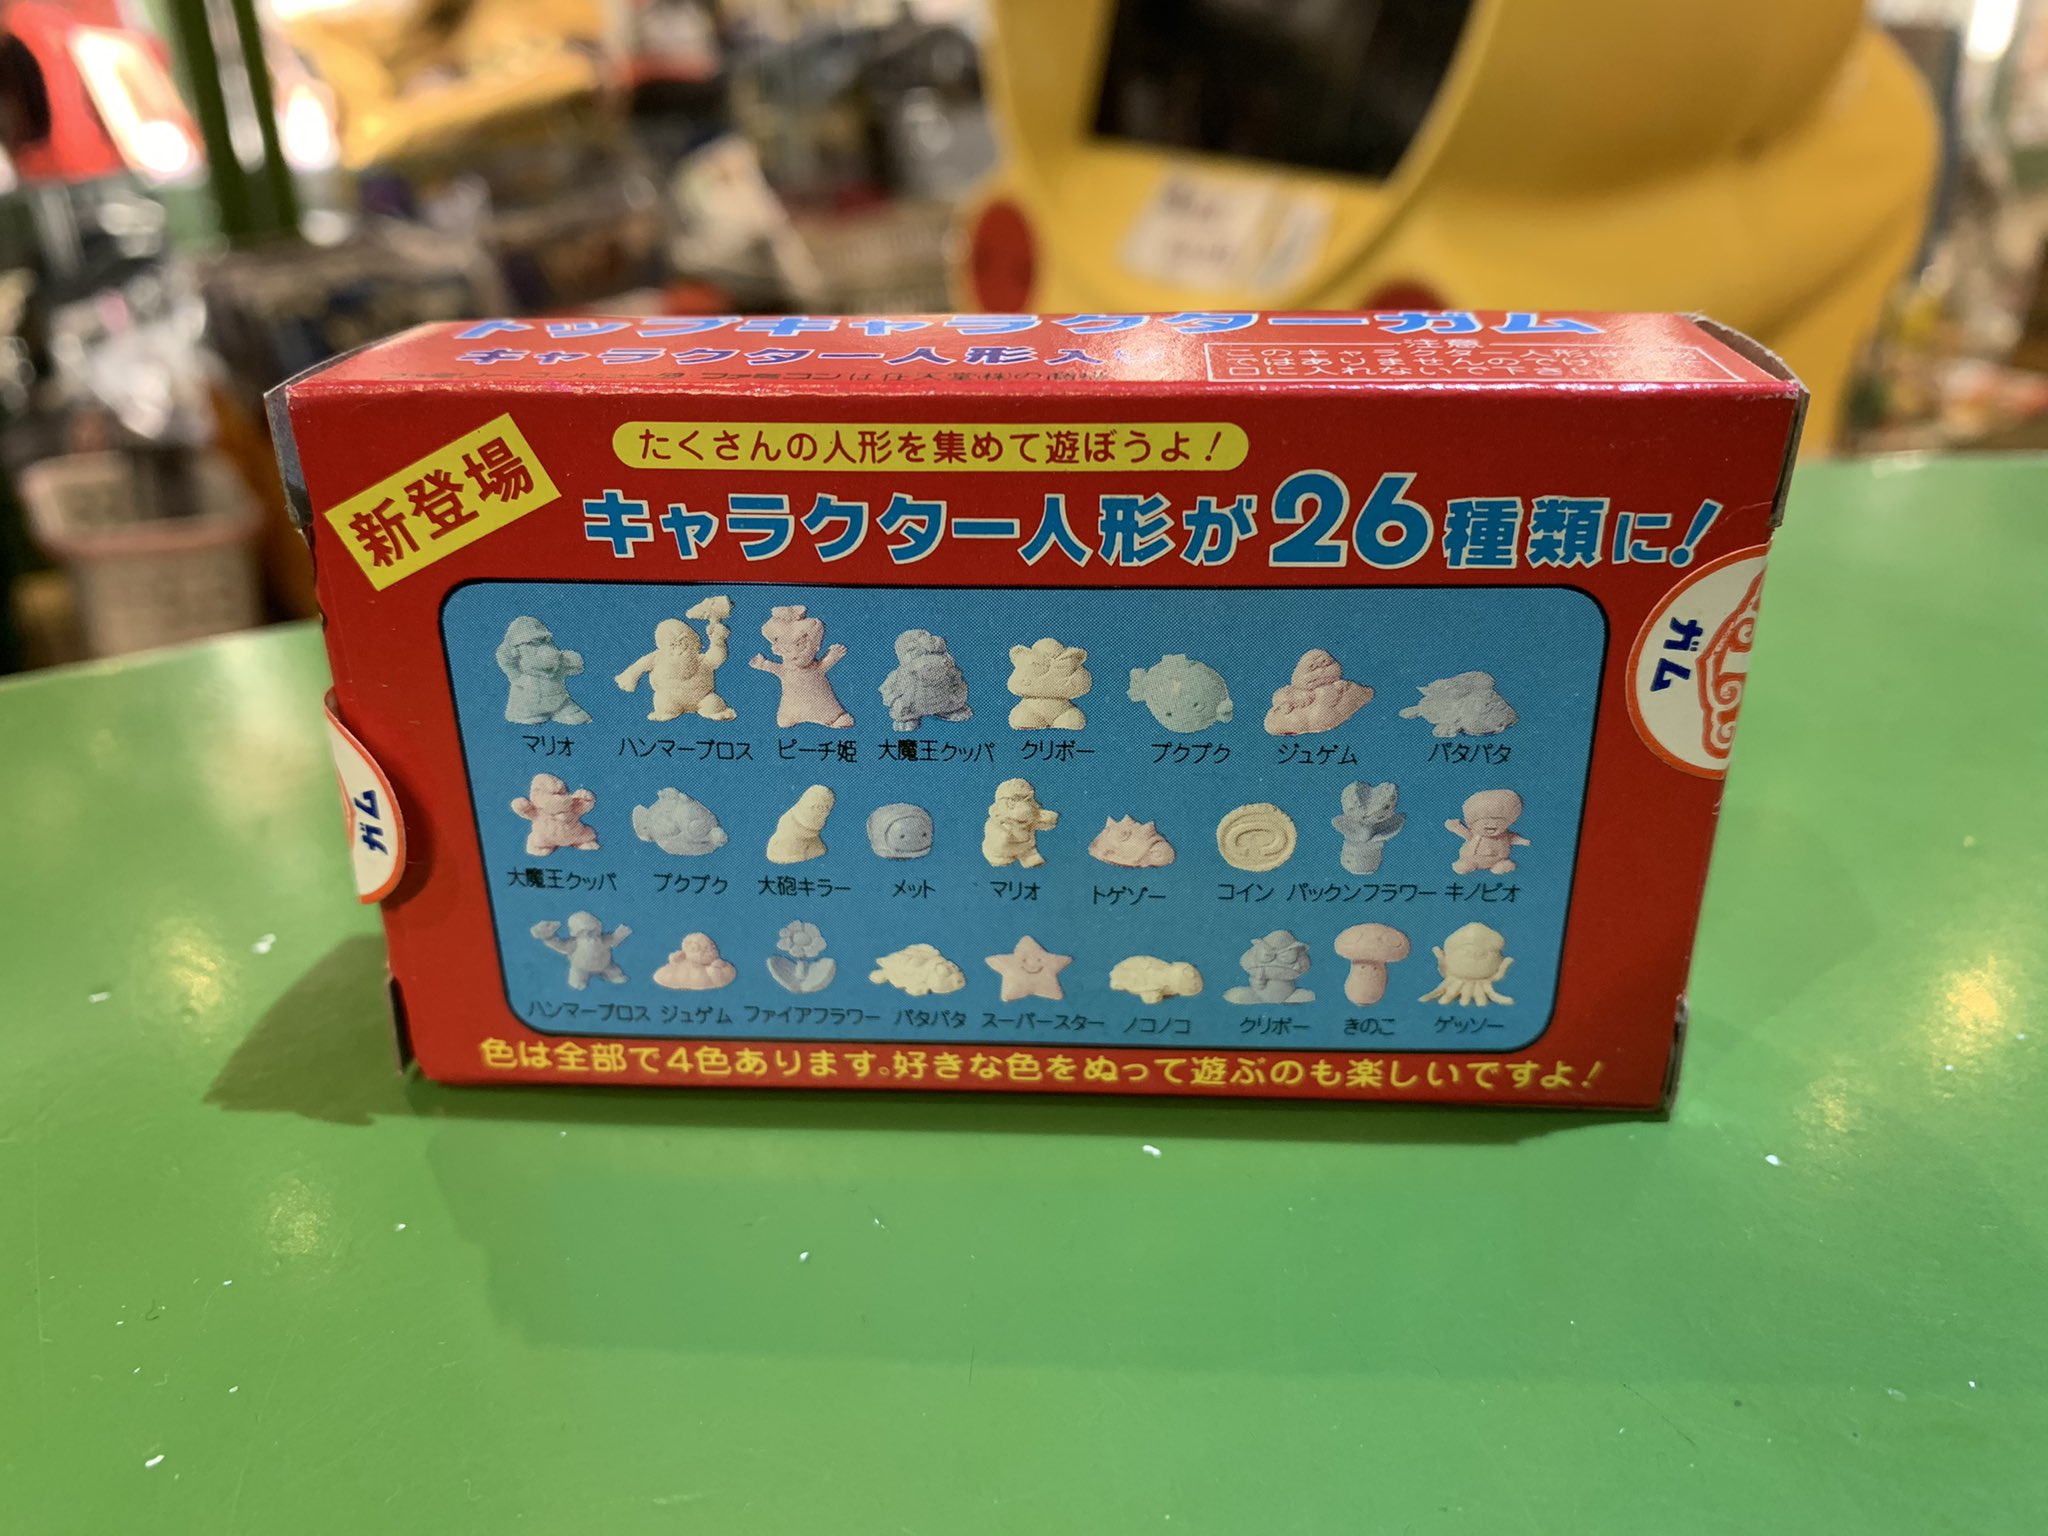 トップキャラクターガム
キャラクター人形入
注意
新登場
たくさんの人形を集めて遊ぼうよ!
キャラクター人形が26種類に!
マリオ ハンマーブロス ピーチ姫 大魔王クッパ クリボー プクプク ジュゲム パタパタ
大魔王クッパ プクプク 大砲キラー メット マリオ トゲゾー コイン パックンフラワー キノピオ
ハンマーブロス ジュゲム ファイアフラワー パタパタ スーパースター ノコノコ クリボー きのこ ゲッソー
色は全部で4色あります。好きな色をぬって遊ぶのも楽しいですよ!
ガム